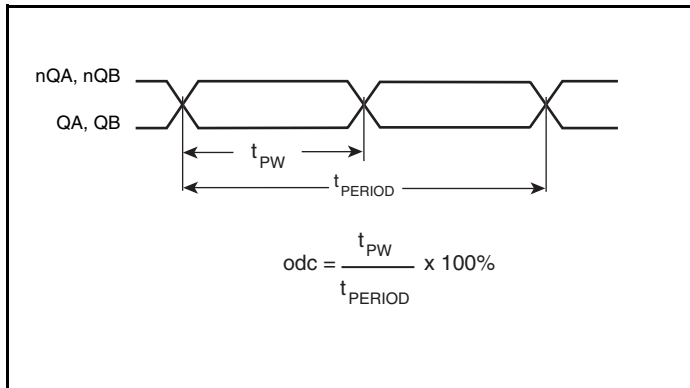 nQA, nQB
QA, QB
tPW
tPERIOD
odc = tPW / tPERIOD x 100%